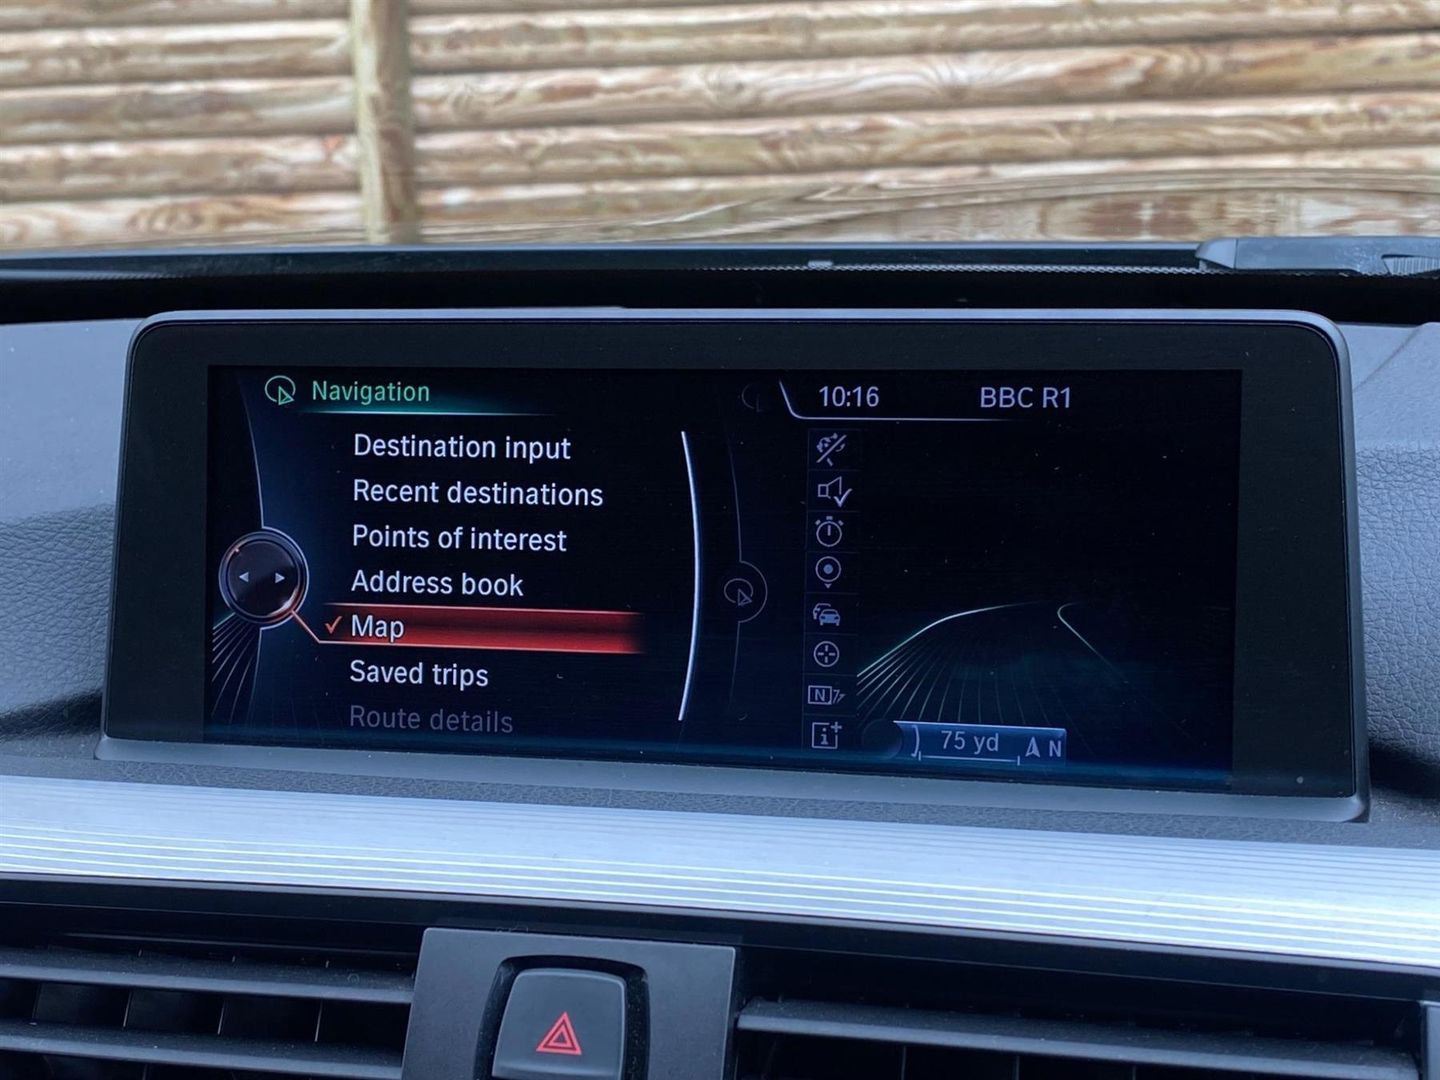 Navigation
10:16 BBC R1
Destination input
Recent destinations
Points of interest
Address book
Map
Saved trips
Route details
N
i
75 yd N